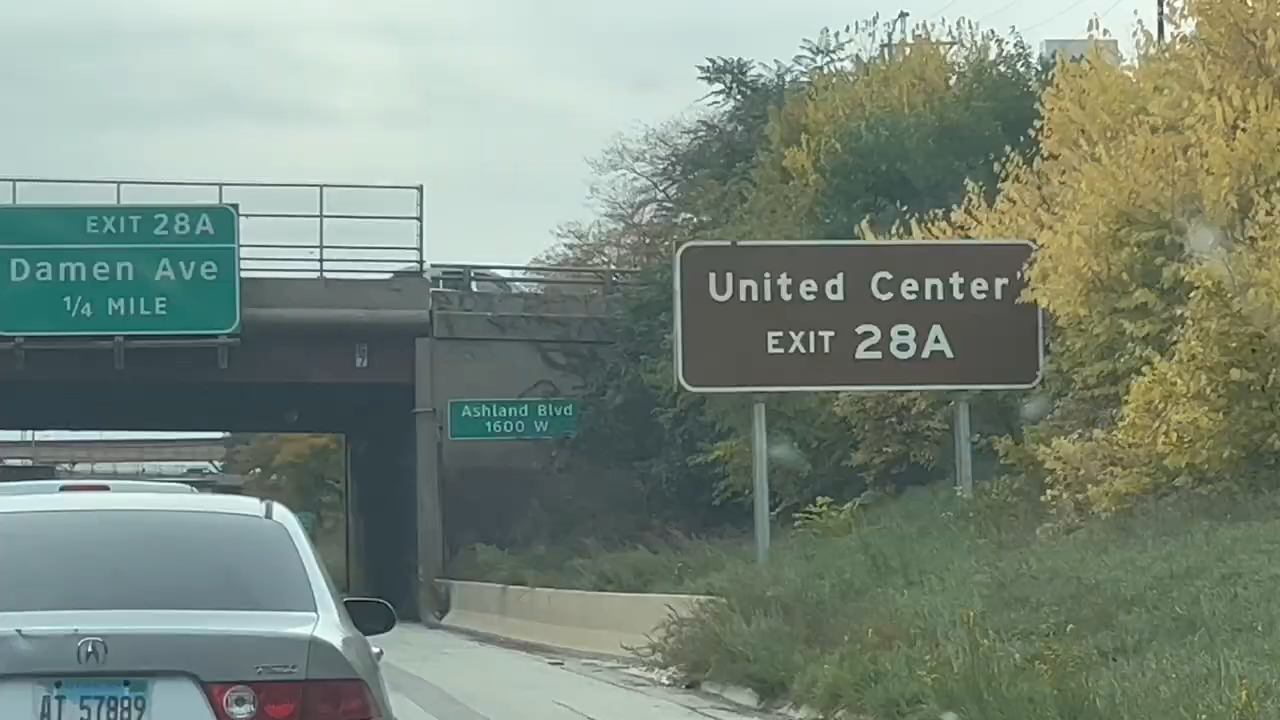 EXIT 28A
Damen Ave
1/4 MILE
United Center
EXIT 28A
Ashland Blvd
1600 W
AT 57889